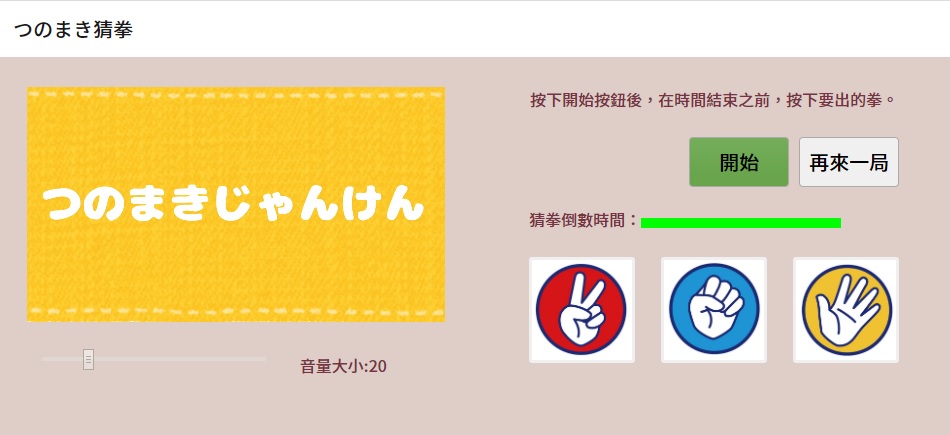 つのまき猜拳
按下開始按鈕後，在時間結束之前，按下要出的拳。
開始
再來一局
つのまきじゃんけん
猜拳倒數時間：
音量大小:20